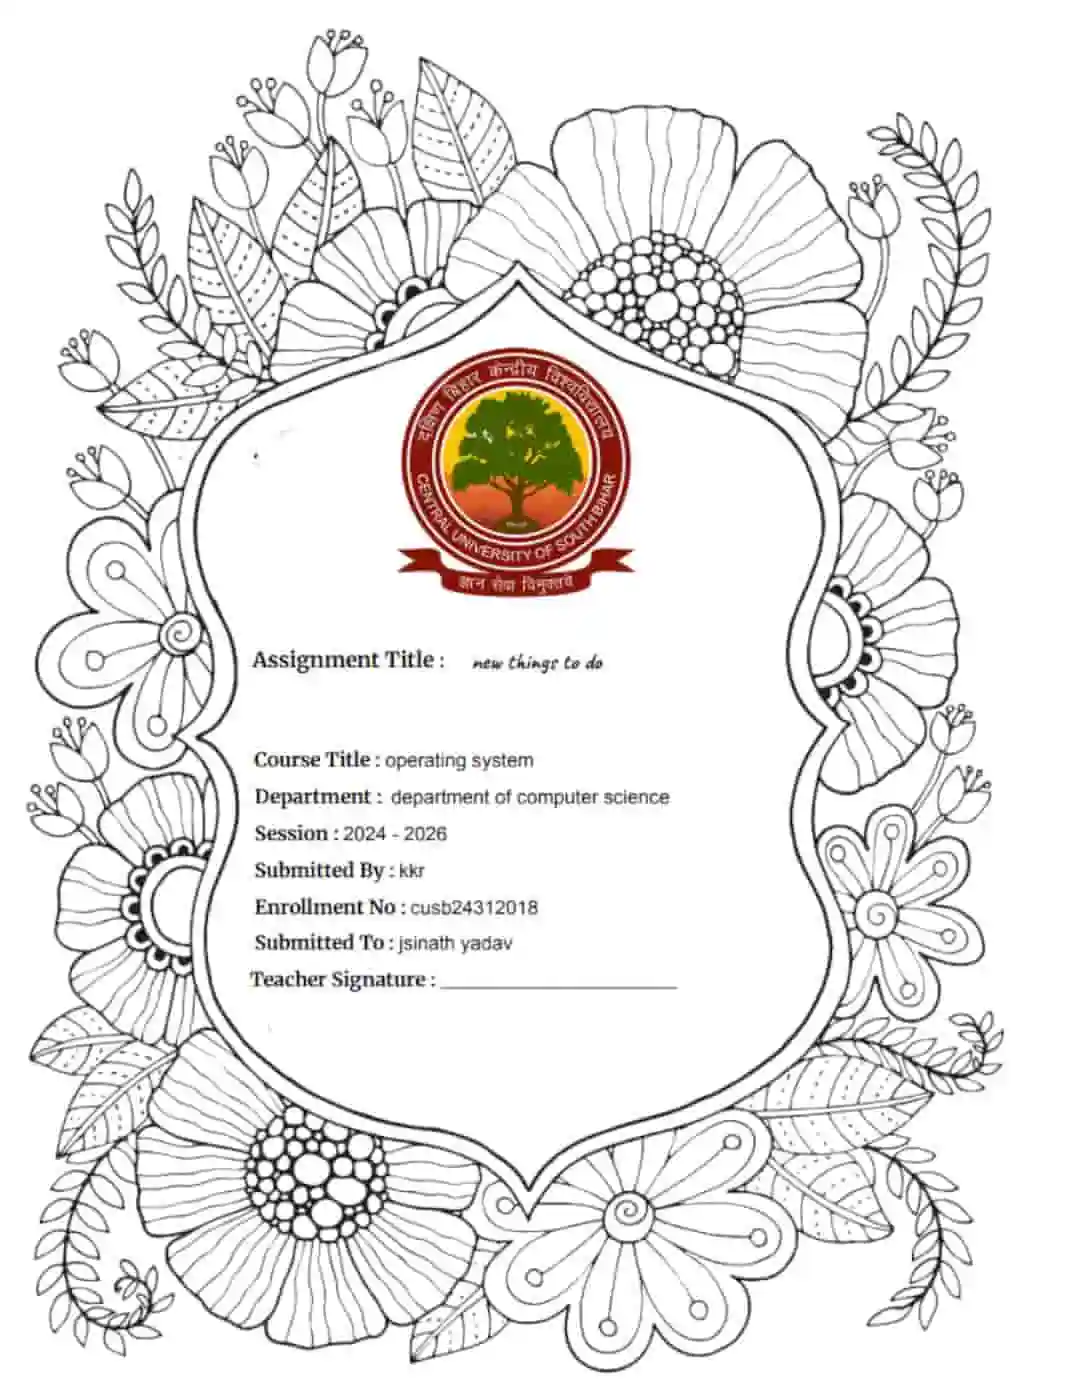 दक्षिण बिहार केन्द्रीय विश्वविद्यालय
CENTRAL UNIVERSITY OF SOUTH BIHAR
ज्ञान सेवा विमुक्तये
Assignment Title : new things to do
Course Title : operating system
Department : department of computer science
Session : 2024 - 2026
Submitted By : kkr
Enrollment No : cusb24312018
Submitted To : jsinath yadav
Teacher Signature : ____________________